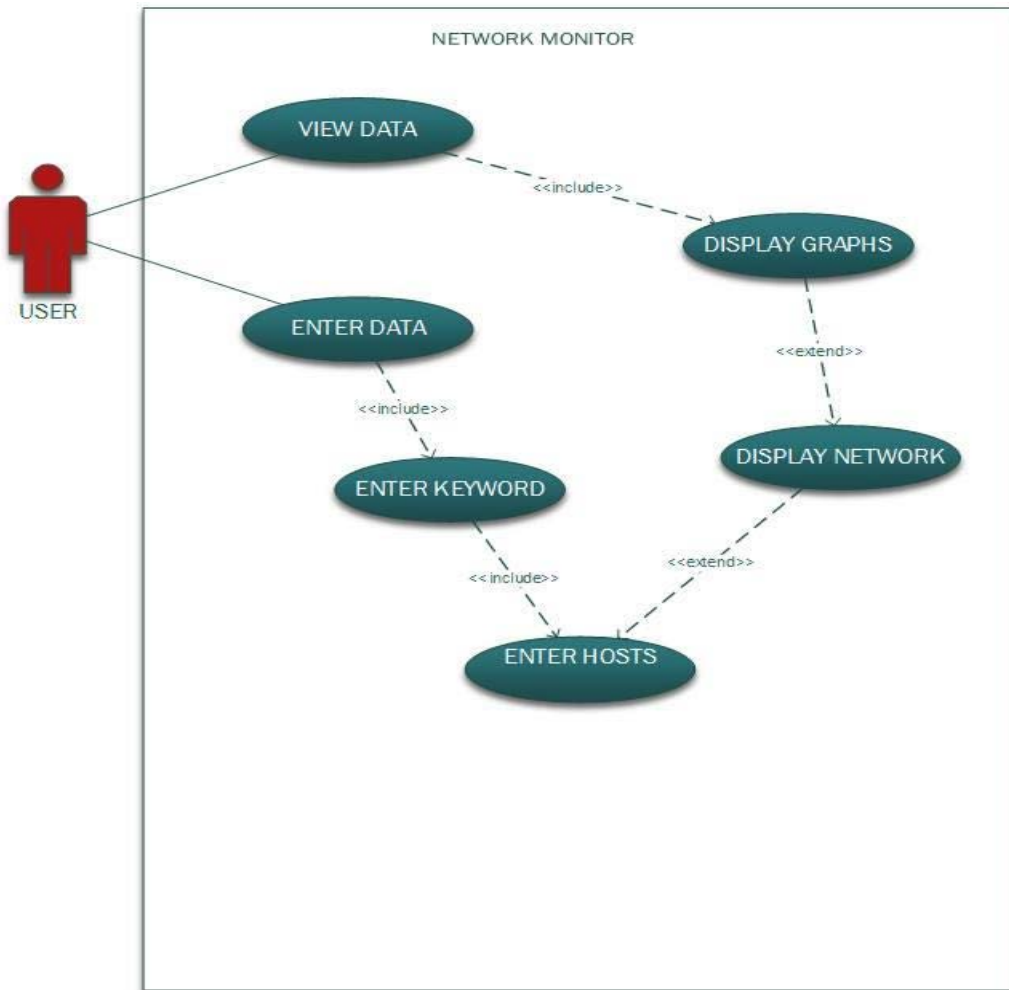 NETWORK MONITOR
VIEW DATA
<<include>>
DISPLAY GRAPHS
USER
ENTER DATA
<<extend>>
<<include>>
DISPLAY NETWORK
ENTER KEYWORD
<<extend>>
<<include>>
ENTER HOSTS